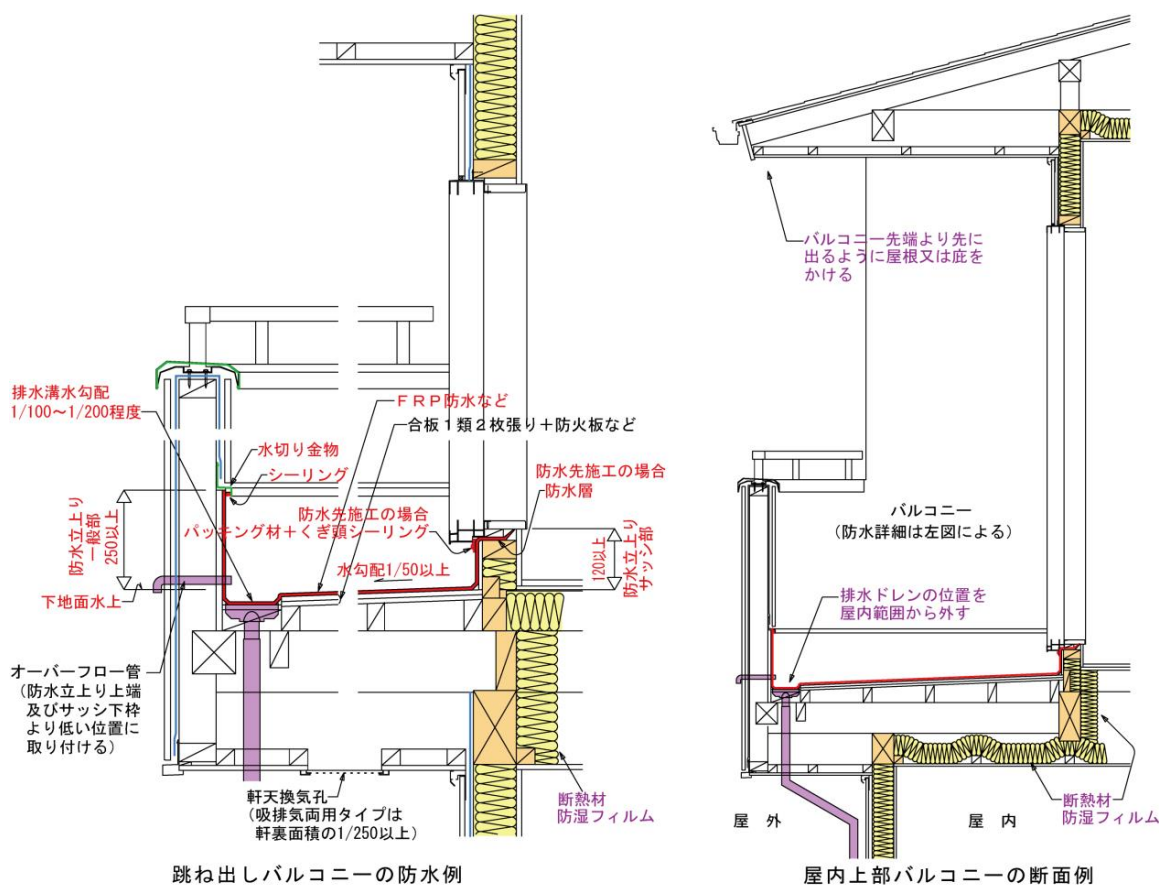 排水溝水勾配
1/100～1/200程度
水切り金物
シーリング
防水立上り
一般部
250以上
下地面水上
オーバーフロー管
（防水立上り上端
及びサッシ下枠
より低い位置に
取り付ける）
ＦＲＰ防水など
合板１類２枚張り＋防火板など
防水先施工の場合
防水層
防水先施工の場合
パッチング材＋くぎ頭シーリング
水勾配1/50以上
120以上
防水立上り
サッシ部
軒天換気孔
（吸排気両用タイプは
軒裏面積の1/250以上）
断熱材
防湿フィルム
跳ね出しバルコニーの防水例
バルコニー先端より先に
出るように屋根又は庇を
かける
バルコニー
（防水詳細は左図による）
排水ドレンの位置を
屋内範囲から外す
断熱材
防湿フィルム
屋 外
屋 内
屋内上部バルコニーの断面例